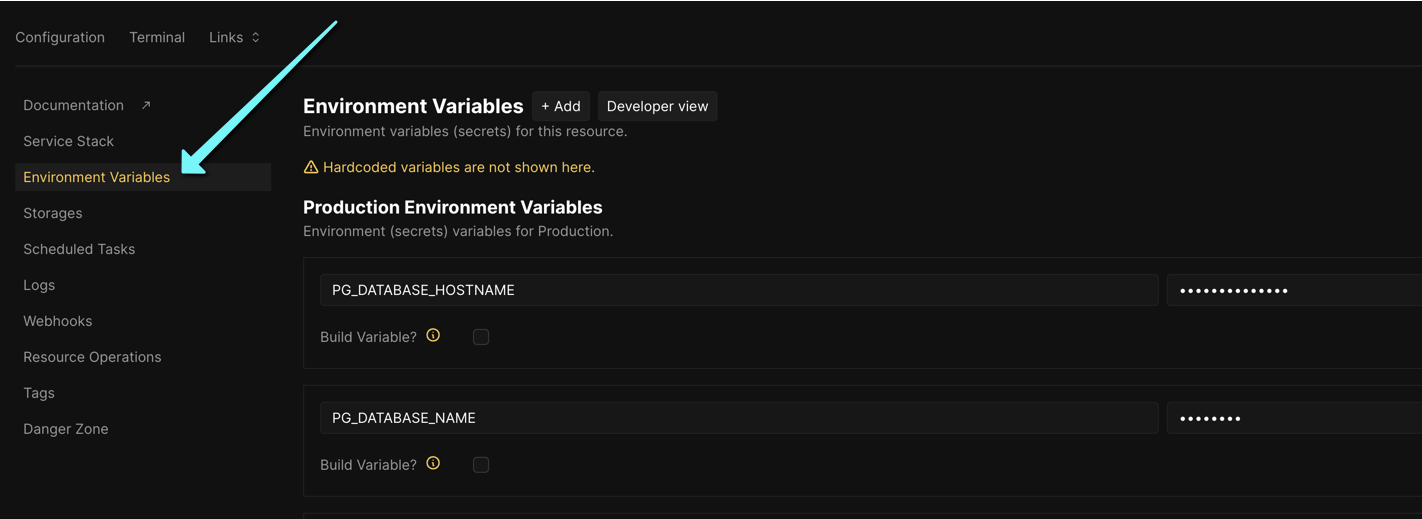 Configuration Terminal Links
Documentation
Service Stack
Environment Variables
Storages
Scheduled Tasks
Logs
Webhooks
Resource Operations
Tags
Danger Zone
Environment Variables + Add Developer view
Environment variables (secrets) for this resource.
Hardcoded variables are not shown here.
Production Environment Variables
Environment (secrets) variables for Production.
PG_DATABASE_HOSTNAME ••••••••••••••
Build Variable?
PG_DATABASE_NAME ••••••••
Build Variable?